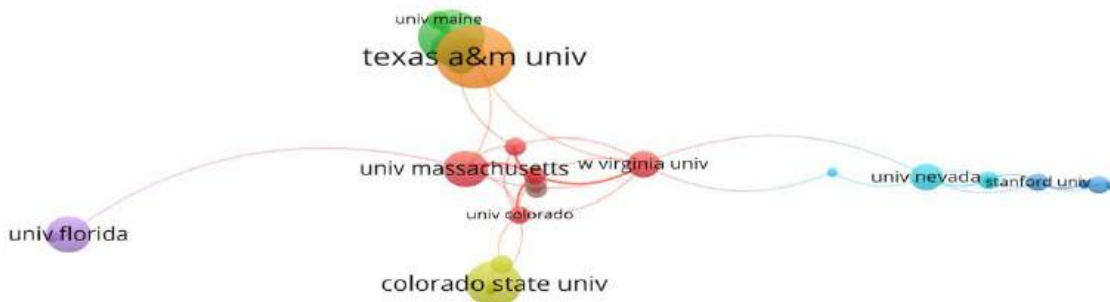 univ maine
texas a&m univ
univ massachusetts
w virginia univ
univ nevada
stanford univ
univ colorado
univ florida
colorado state univ